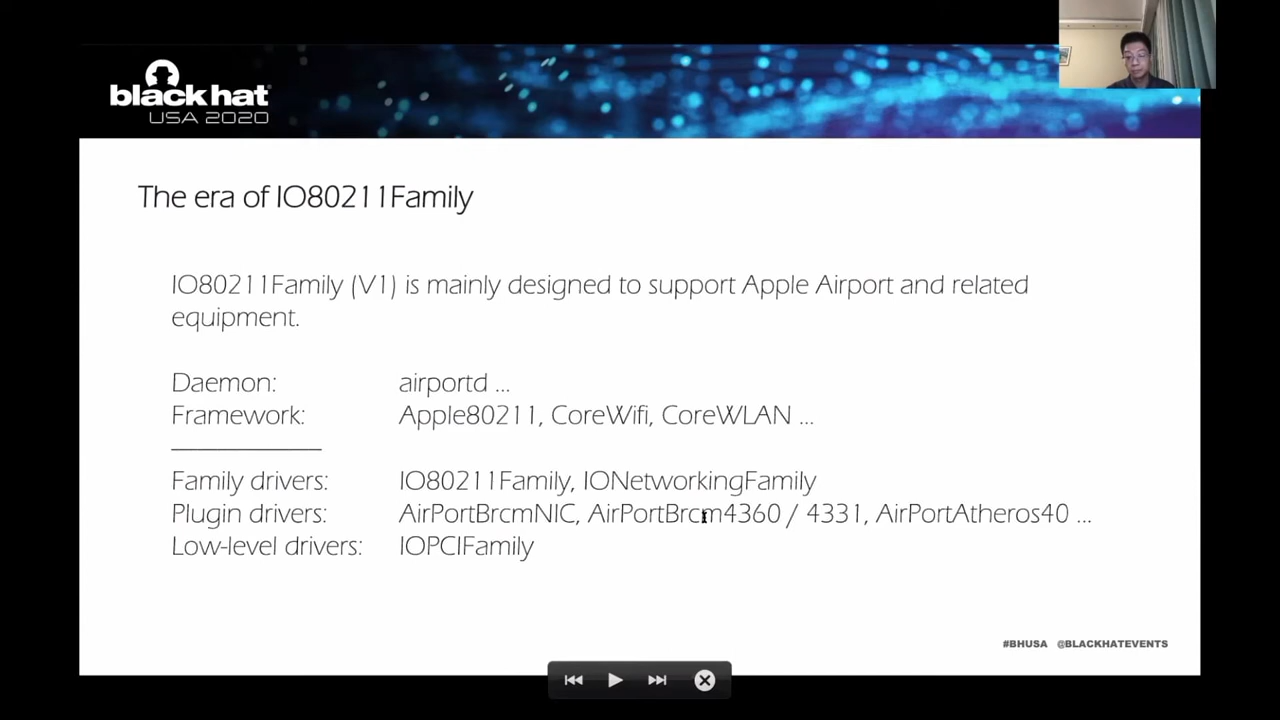 black hat
USA 2020
The era of IO80211Family
IO80211Family (V1) is mainly designed to support Apple Airport and related
equipment.
Daemon: airportd ...
Framework: Apple80211, CoreWifi, CoreWLAN ...
Family drivers: IO80211Family, IONetworkingFamily
Plugin drivers: AirPortBrcmNIC, AirPortBrcm4360 / 4331, AirPortAtheros40 ...
Low-level drivers: IOPCIFamily
#BHUSA @BLACKHATEVENTS